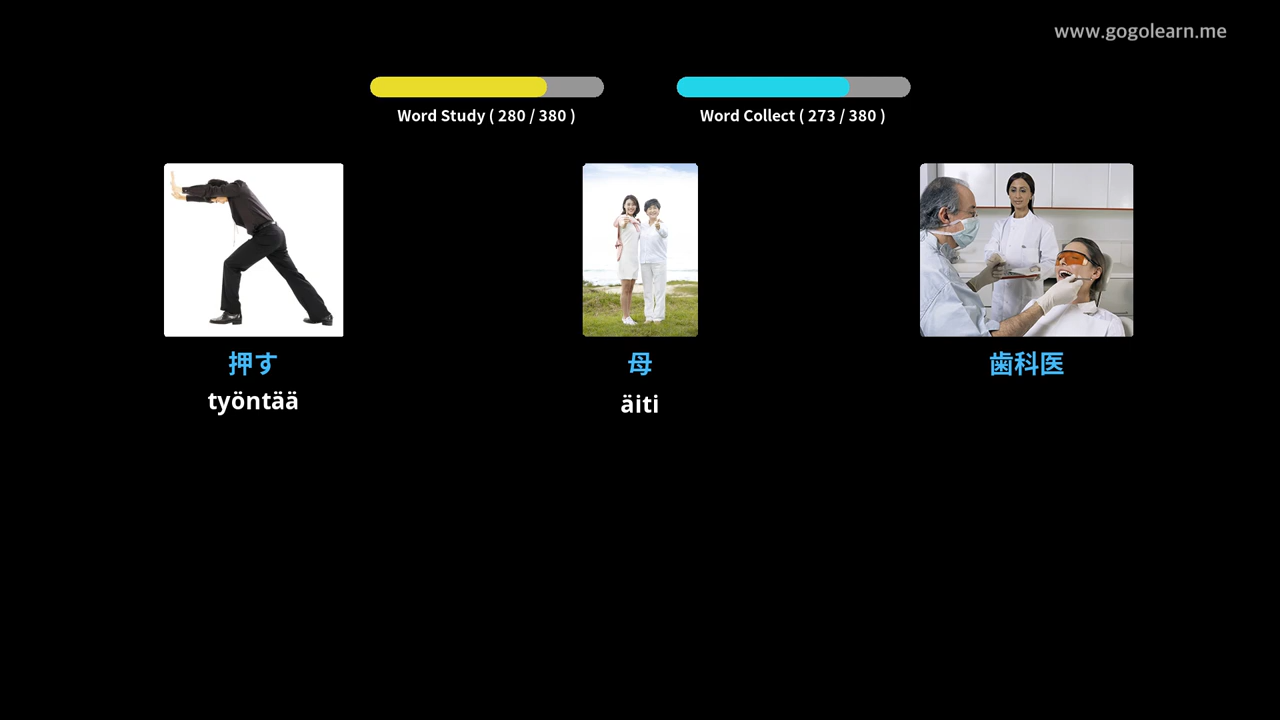 www.gogolearn.me
Word Study ( 280 / 380 )
Word Collect ( 273 / 380 )
押す
母
歯科医
työntää
äiti